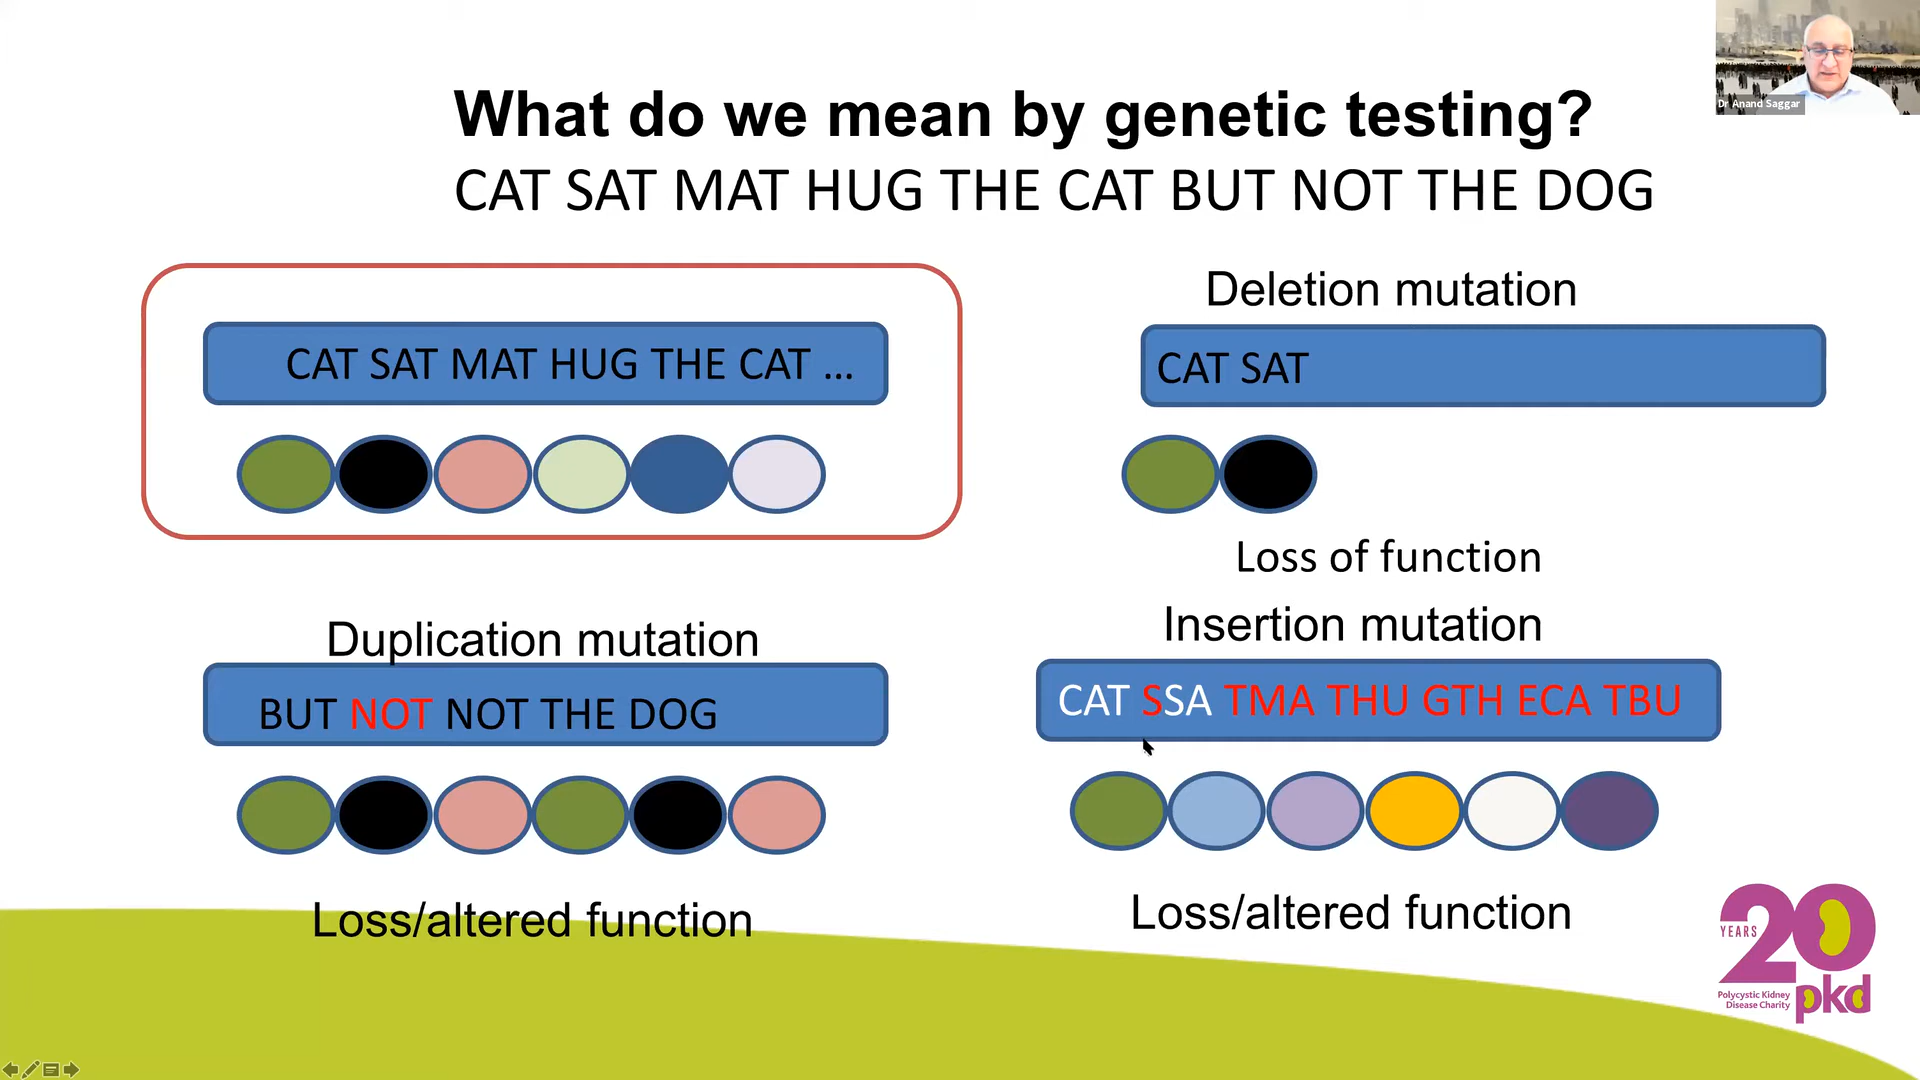 Dr Anand Saggar
What do we mean by genetic testing?
CAT SAT MAT HUG THE CAT BUT NOT THE DOG
CAT SAT MAT HUG THE CAT ...
Deletion mutation
CAT SAT
Loss of function
Duplication mutation
BUT NOT NOT THE DOG
Loss/altered function
Insertion mutation
CAT SSA TMA THU GTH ECA TBU
Loss/altered function
20
YEARS
Polycystic Kidney
Disease Charity
pkd